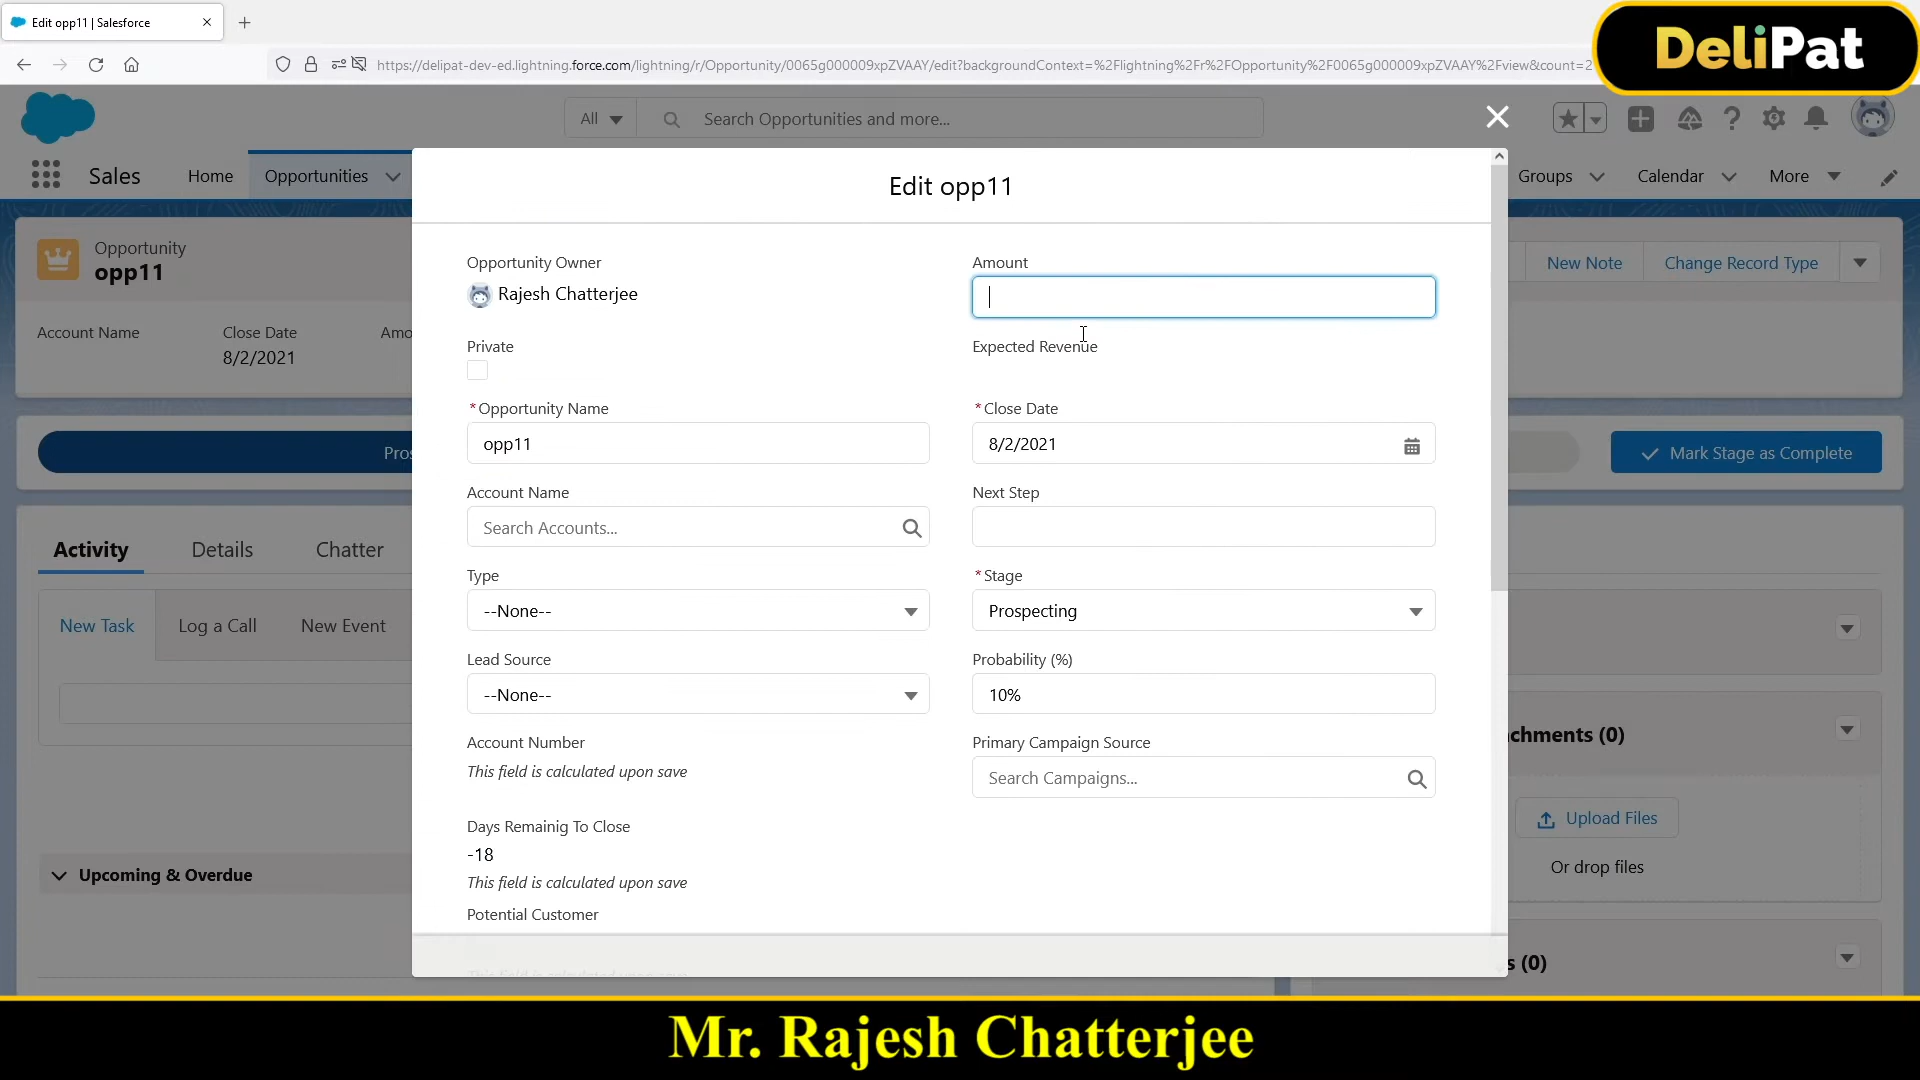 Edit opp11 | Salesforce
DeliPat
https://delipat-dev-ed.lightning.force.com/lightning/r/Opportunity/0065g000009xpZVAAY/edit?backgroundContext=%2Flightning%2Fr%2FOpportunity%2F0065g000009xpZVAAY%2Fview&count=2
All
Search Opportunities and more...
Sales
Home
Opportunities
Groups
Calendar
More
Edit opp11
Opportunity
opp11
New Note
Change Record Type
Account Name
Close Date
Amo
8/2/2021
Pros
Mark Stage as Complete
Opportunity Owner
Rajesh Chatterjee
Amount
Private
Expected Revenue
*Opportunity Name
opp11
*Close Date
8/2/2021
Account Name
Search Accounts...
Next Step
Type
--None--
*Stage
Prospecting
Lead Source
--None--
Probability (%)
10%
Account Number
This field is calculated upon save
Primary Campaign Source
Search Campaigns...
Days Remainig To Close
-18
This field is calculated upon save
Potential Customer
This field is calculated upon save
Activity
Details
Chatter
New Task
Log a Call
New Event
Upcoming & Overdue
chments (0)
Upload Files
Or drop files
s (0)
Mr. Rajesh Chatterjee